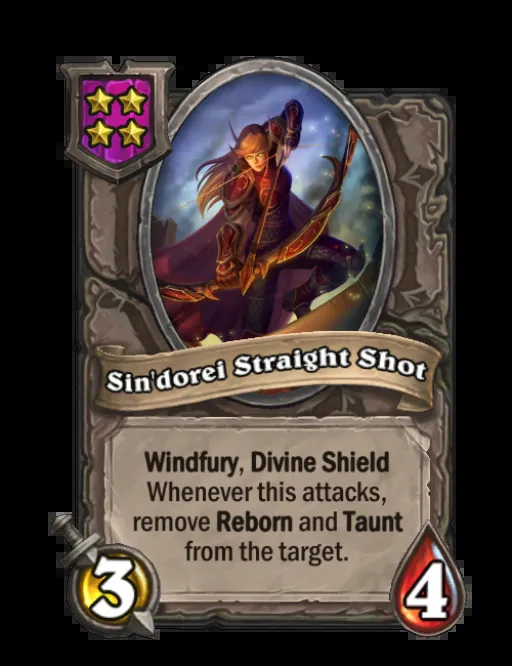 Sin'dorei Straight Shot
Windfury, Divine Shield
Whenever this attacks,
remove Reborn and Taunt
from the target.
3
4